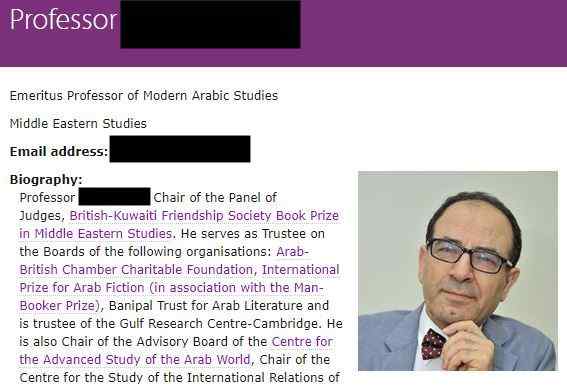 Professor
Emeritus Professor of Modern Arabic Studies
Middle Eastern Studies
Email address:
Biography:
Professor Chair of the Panel of
Judges, British-Kuwaiti Friendship Society Book Prize
in Middle Eastern Studies. He serves as Trustee on
the Boards of the following organisations: Arab-
British Chamber Charitable Foundation, International
Prize for Arab Fiction (in association with the Man-
Booker Prize), Banipal Trust for Arab Literature and
is trustee of the Gulf Research Centre-Cambridge. He
is also Chair of the Advisory Board of the Centre for
the Advanced Study of the Arab World, Chair of the
Centre for the Study of the International Relations of